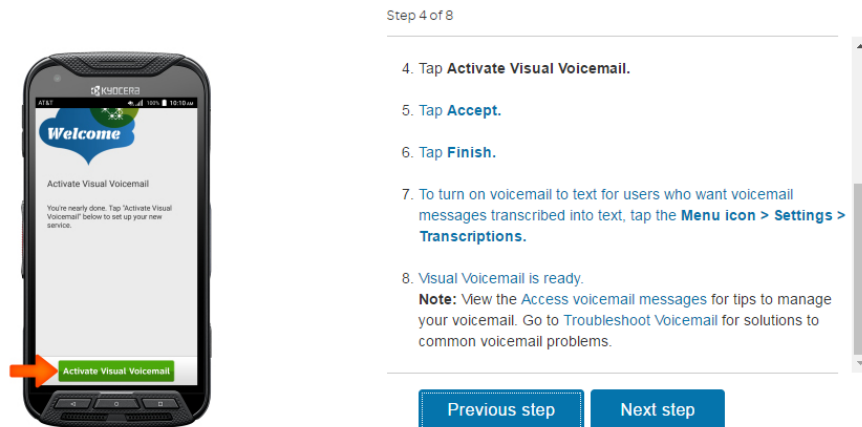 Step 4 of 8
KYOCERA
AT&T 100% 10:10 AM
Welcome
Activate Visual Voicemail
You're nearly done. Tap "Activate Visual
Voicemail" below to set up your new
service.
Activate Visual Voicemail
4. Tap Activate Visual Voicemail.
5. Tap Accept.
6. Tap Finish.
7. To turn on voicemail to text for users who want voicemail
messages transcribed into text, tap the Menu icon > Settings >
Transcriptions.
8. Visual Voicemail is ready.
Note: View the Access voicemail messages for tips to manage
your voicemail. Go to Troubleshoot Voicemail for solutions to
common voicemail problems.
Previous step
Next step